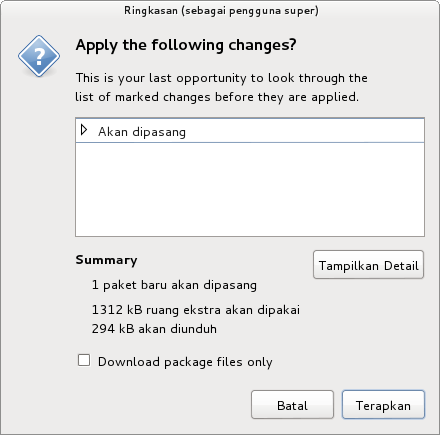 Ringkasan (sebagai pengguna super)
Apply the following changes?
This is your last opportunity to look through the
list of marked changes before they are applied.
Akan dipasang
Summary
Tampilkan Detail
1 paket baru akan dipasang
1312 kB ruang ekstra akan dipakai
294 kB akan diunduh
Download package files only
Batal
Terapkan